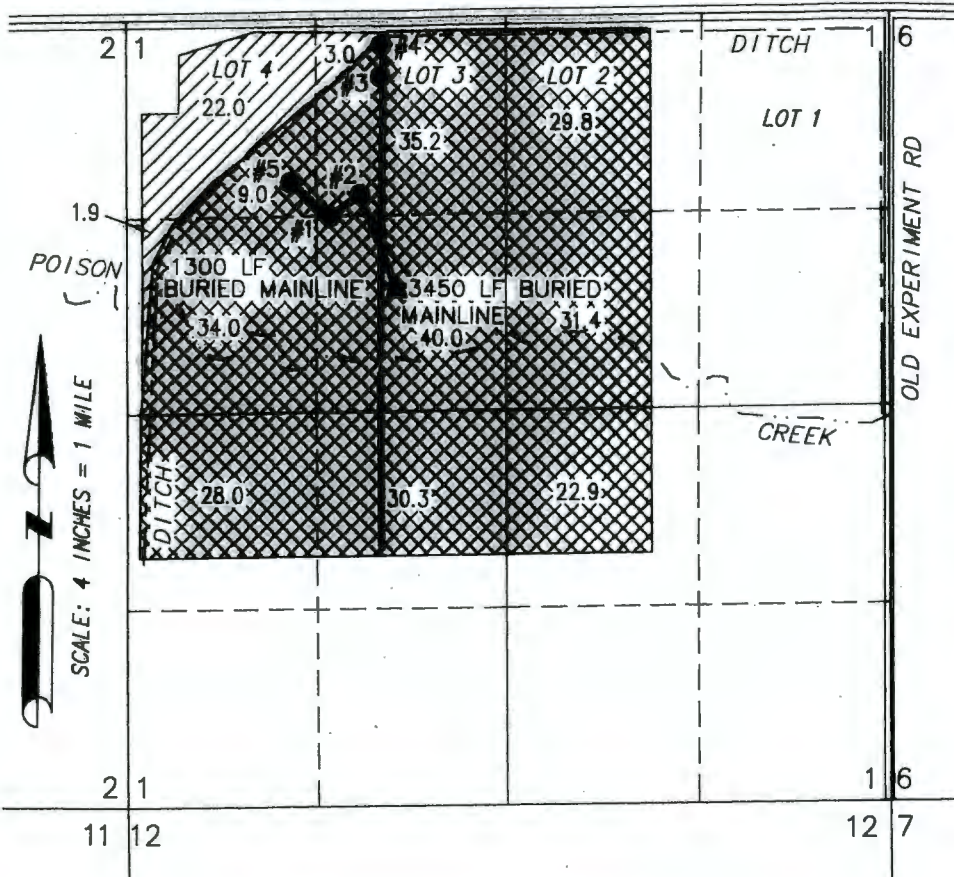 2 1
1 6
DITCH
LOT 4
3.0
#4
#3
LOT 3
LOT 2
22.0
29.8
LOT 1
35.2
#5
9.0
#2
#1
1.9
POISON
1300 LF
BURIED MAINLINE
34.0
3450 LF BURIED
MAINLINE
40.0
31.4
OLD EXPERIMENT RD
CREEK
N
SCALE: 4 INCHES = 1 MILE
DITCH
28.0
30.3
22.9
2 1
1 6
11 12
12 7